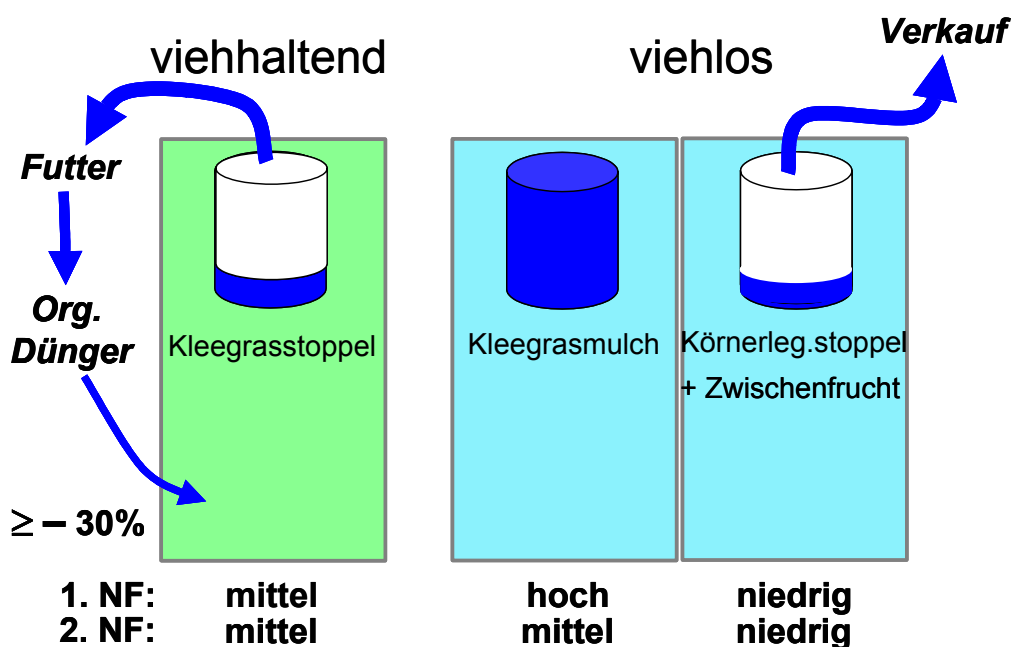 viehhaltend
viehlos
Verkauf
Futter
Org.
Dünger
Kleegrasstoppel
Kleegrasmulch
Körnerleg.stoppel
+ Zwischenfrucht
≥ – 30%
1. NF: mittel hoch niedrig
2. NF: mittel mittel niedrig